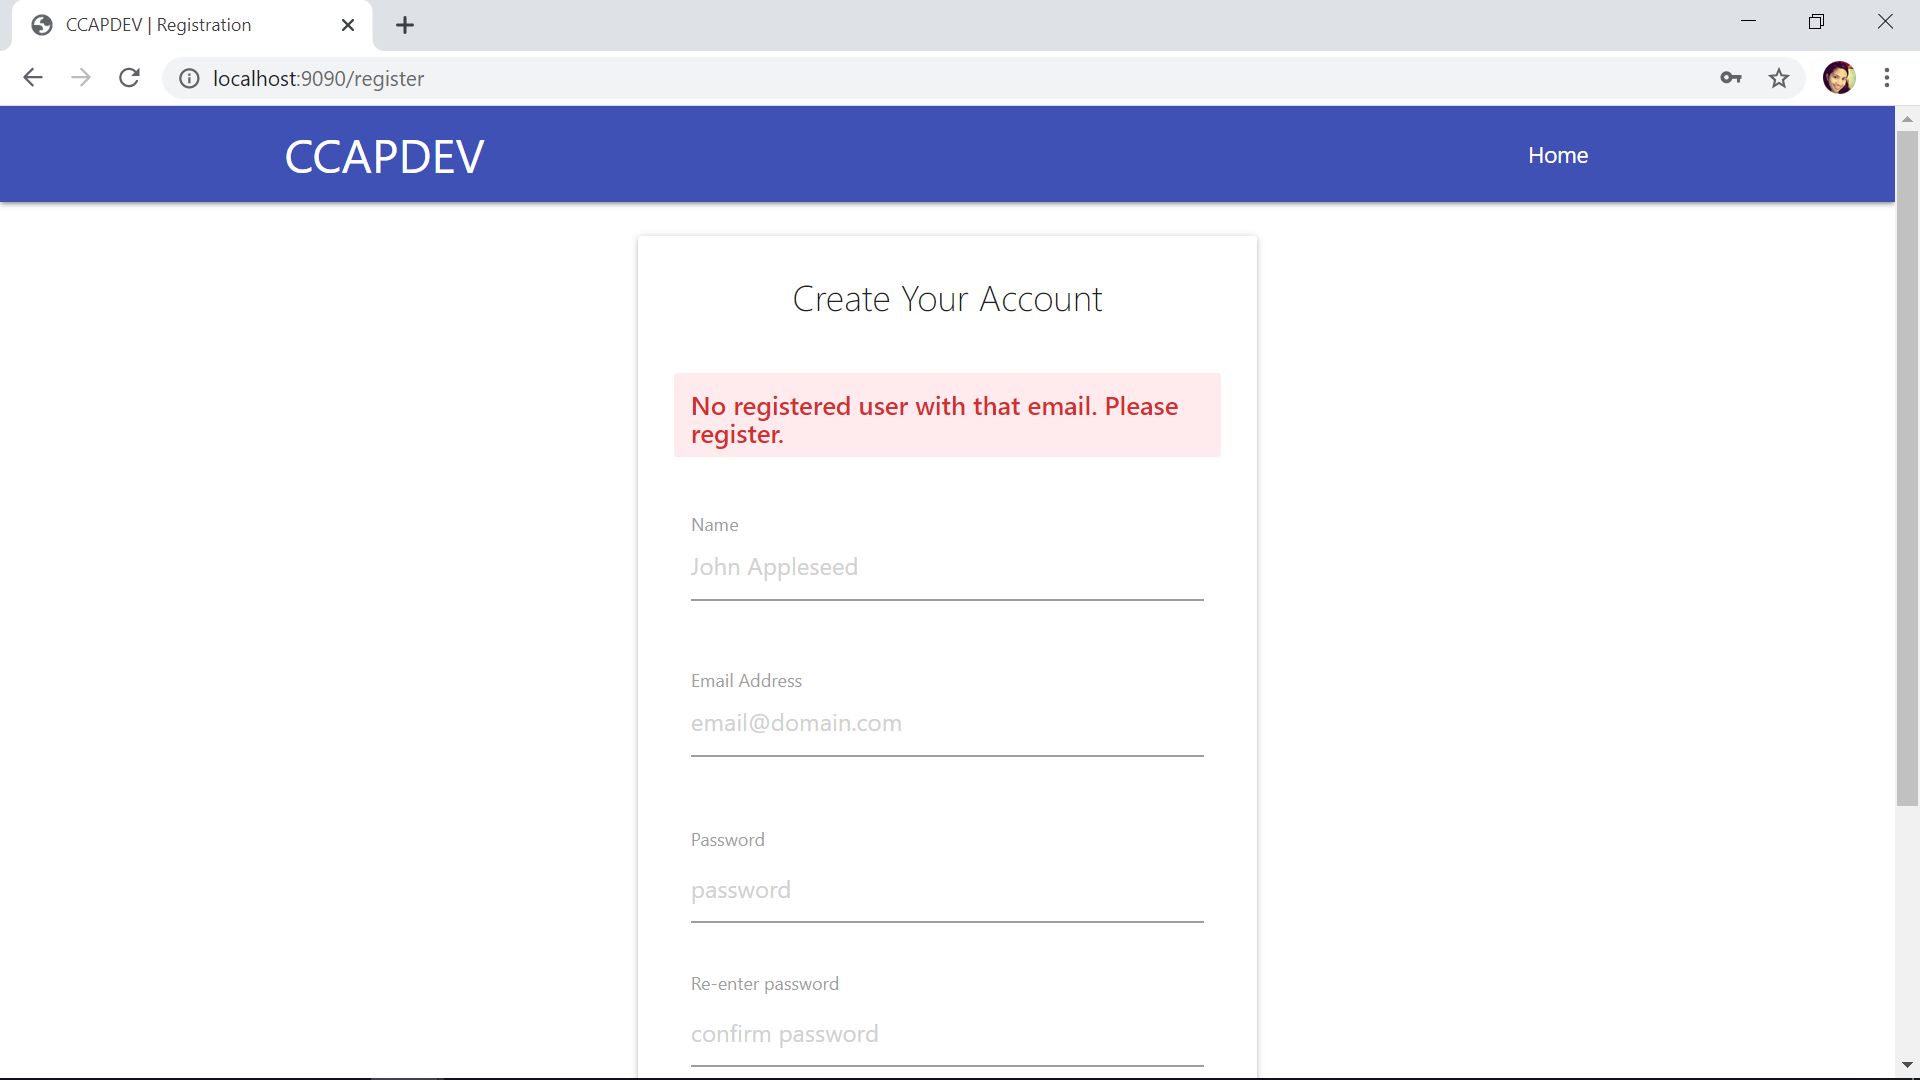 CCAPDEV | Registration
localhost:9090/register
CCAPDEV
Home
Create Your Account
No registered user with that email. Please
register.
Name
John Appleseed
Email Address
email@domain.com
Password
password
Re-enter password
confirm password